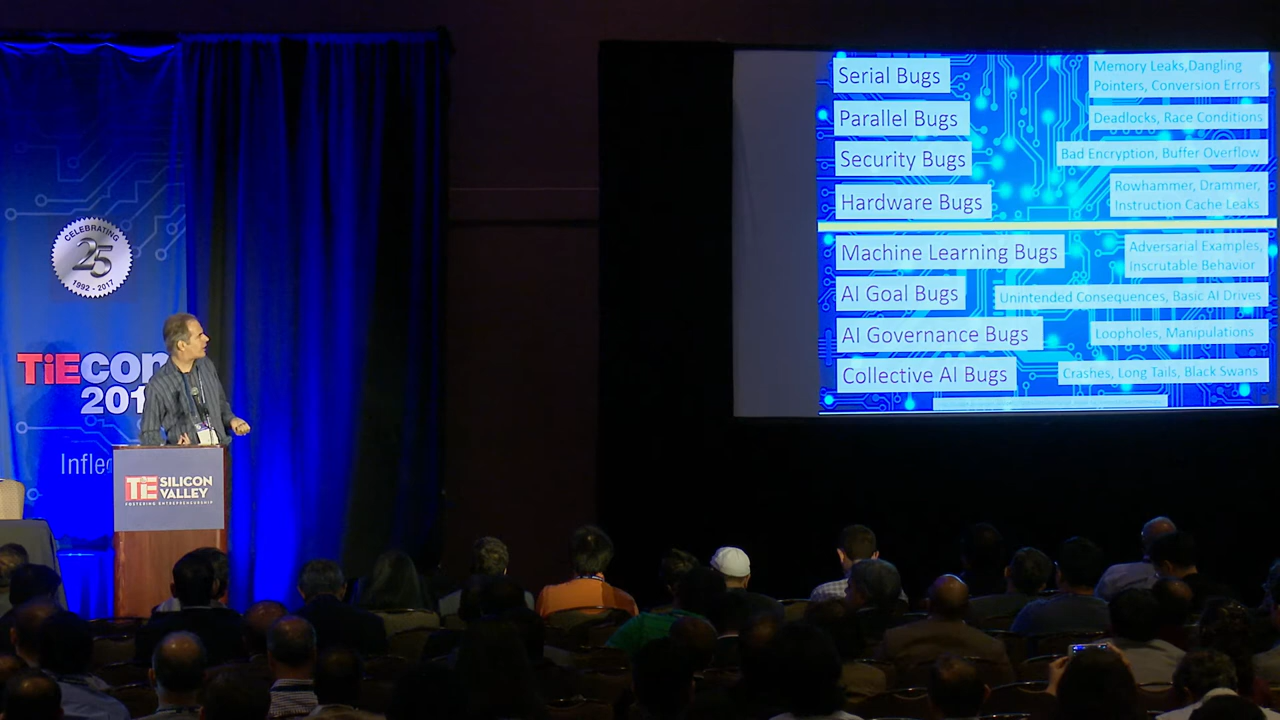 CELEBRATING
25
1992 - 2017
TiEcon
201
Infle
TiE SILICON
VALLEY
FOSTERING ENTREPRENEURSHIP
Serial Bugs
Memory Leaks,Dangling
Pointers, Conversion Errors
Parallel Bugs
Deadlocks, Race Conditions
Security Bugs
Bad Encryption, Buffer Overflow
Hardware Bugs
Rowhammer, Drammer,
Instruction Cache Leaks
Machine Learning Bugs
Adversarial Examples,
Inscrutable Behavior
AI Goal Bugs
Unintended Consequences, Basic AI Drives
AI Governance Bugs
Loopholes, Manipulations
Collective AI Bugs
Crashes, Long Tails, Black Swans